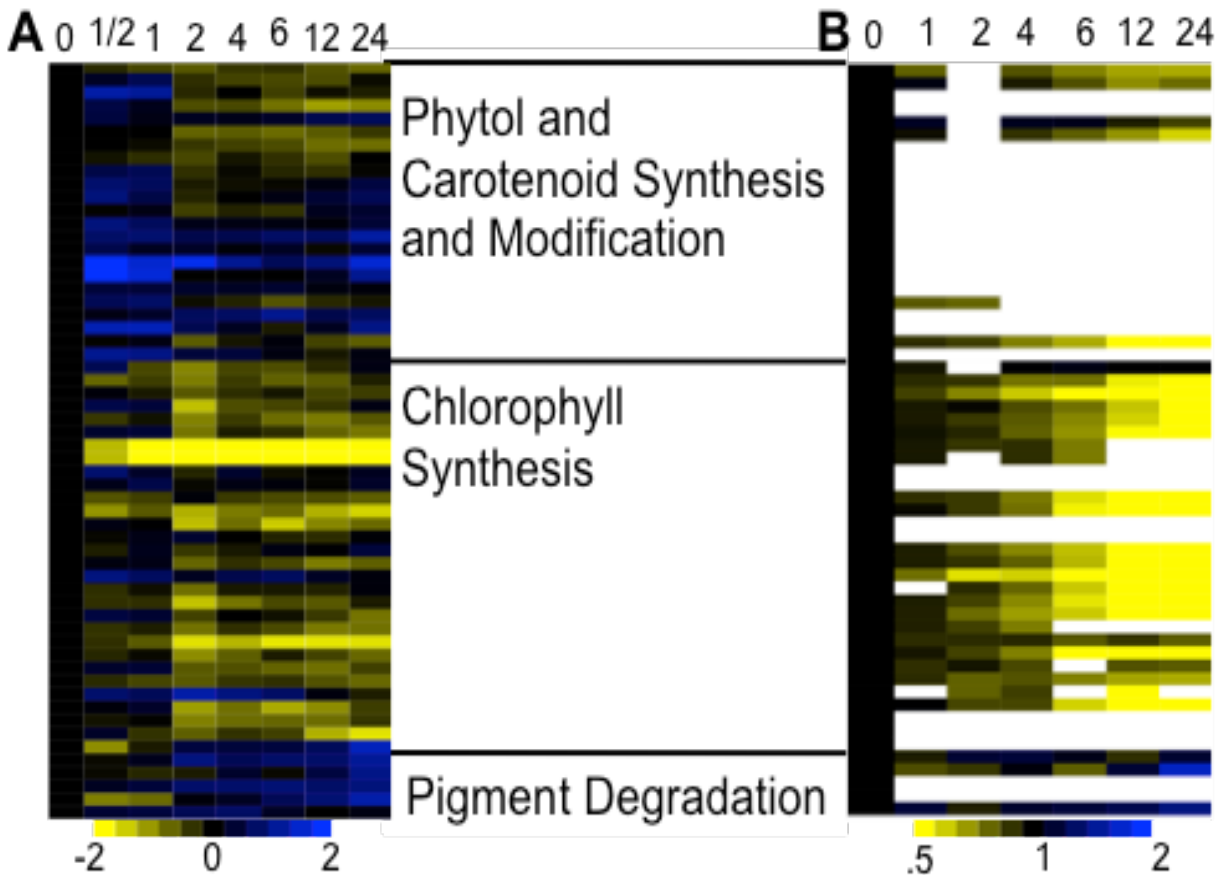 A 0 1/2 1 2 4 6 12 24 B 0 1 2 4 6 12 24
Phytol and
Carotenoid Synthesis
and Modification
Chlorophyll
Synthesis
Pigment Degradation
-2 0 2 .5 1 2